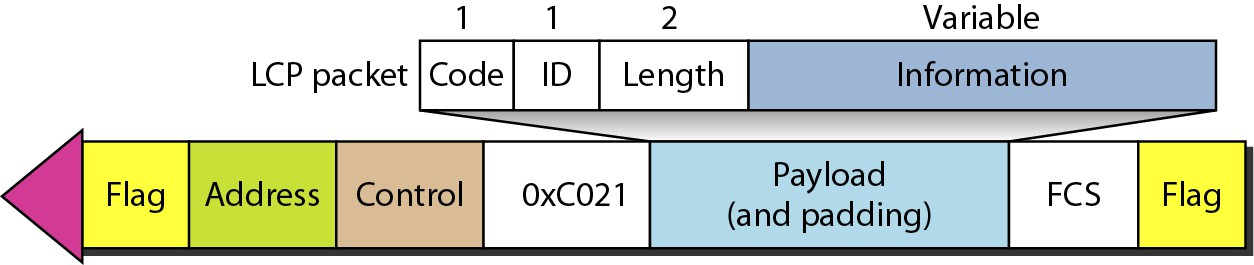 1 1 2 Variable
LCP packet Code ID Length Information
Flag Address Control 0xC021 Payload FCS Flag
(and padding)